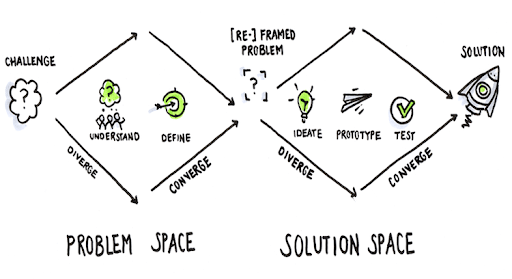 CHALLENGE
?
?
UNDERSTAND
DEFINE
DIVERGE
CONVERGE
[RE-] FRAMED
PROBLEM
?
IDEATE
PROTOTYPE
TEST
DIVERGE
CONVERGE
SOLUTION
PROBLEM SPACE
SOLUTION SPACE